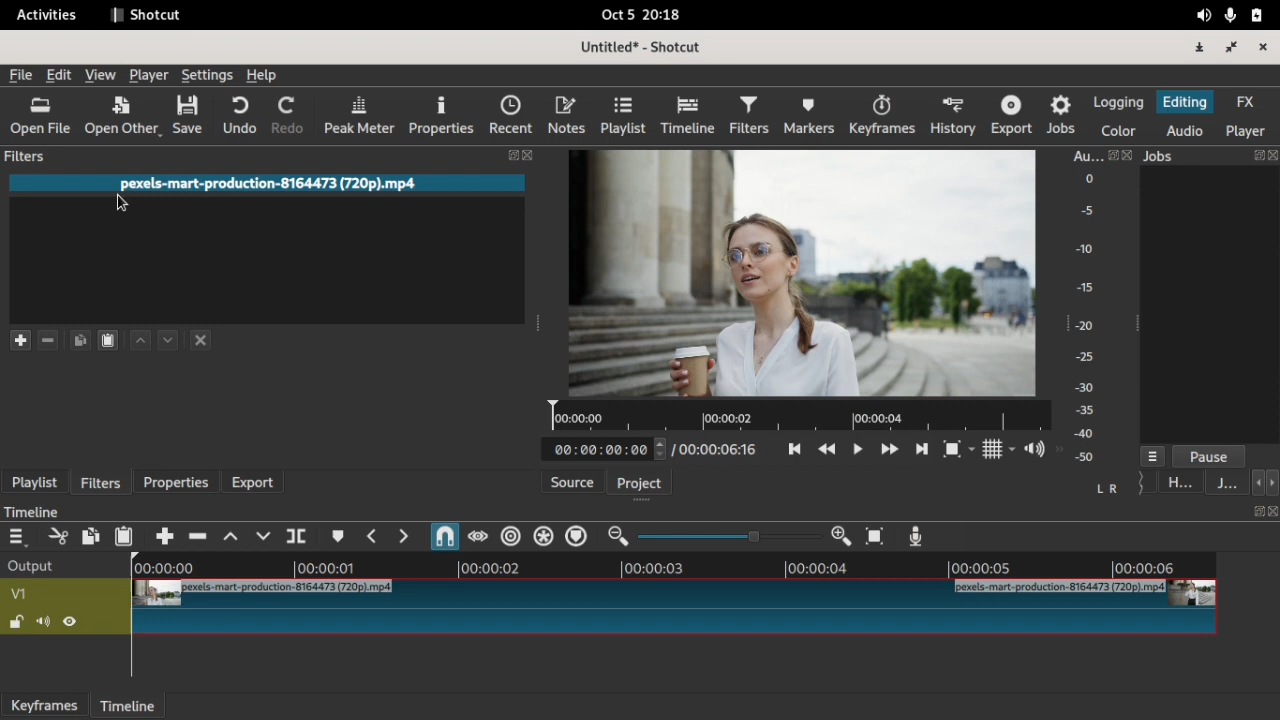 Activities Shotcut Oct 5 20:18
Untitled* - Shotcut
File Edit View Player Settings Help
Open File Open Other Save Undo Redo Peak Meter Properties Recent Notes Playlist Timeline Filters Markers Keyframes History Export Jobs
Logging Editing FX
Color Audio Player
Filters
pexels-mart-production-8164473 (720p).mp4
Au...
0
-5
-10
-15
-20
-25
-30
-35
-40
-50
L R
Jobs
Pause
H... J...
00:00:00 00:00:02 00:00:04
00:00:00:00 / 00:00:06:16
Playlist Filters Properties Export
Source Project
Timeline
Output 00:00:00 00:00:01 00:00:02 00:00:03 00:00:04 00:00:05 00:00:06
V1 pexels-mart-production-8164473 (720p).mp4 pexels-mart-production-8164473 (720p).mp4
Keyframes Timeline